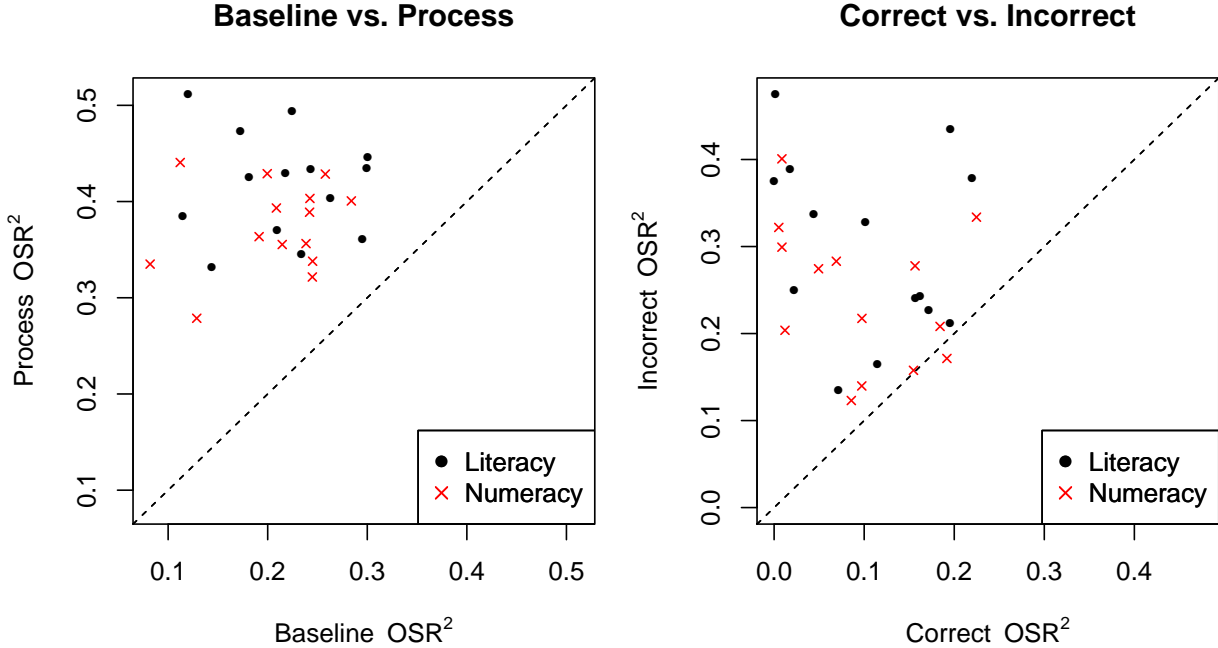 Baseline vs. Process
Process OSR²
0.5
0.4
0.3
0.2
0.1
Literacy
Numeracy
0.1 0.2 0.3 0.4 0.5
Baseline OSR²
Correct vs. Incorrect
Incorrect OSR²
0.4
0.3
0.2
0.1
0.0
Literacy
Numeracy
0.0 0.1 0.2 0.3 0.4
Correct OSR²